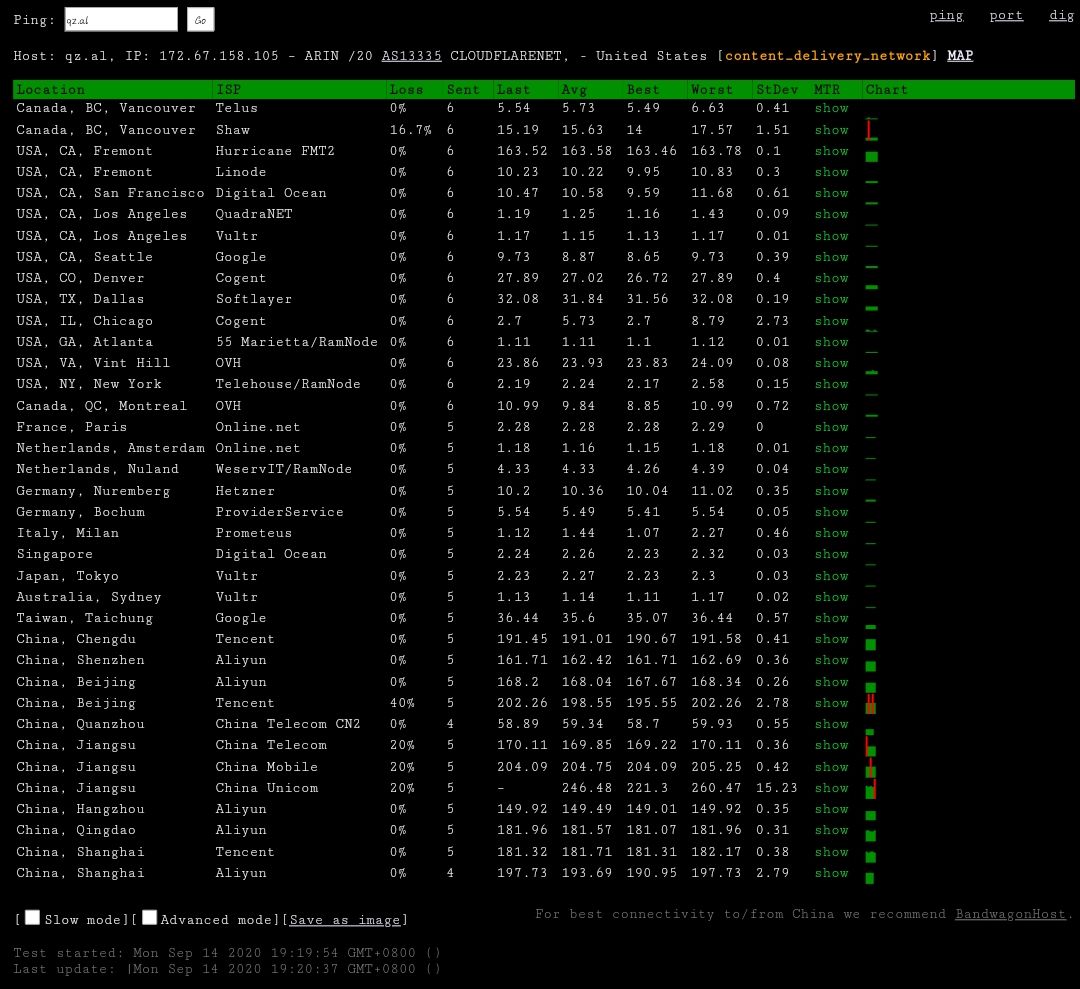 Ping: qz.al Go ping port dig
Host: qz.al, IP: 172.67.158.105 - ARIN /20 AS13335 CLOUDFLARENET, - United States [content_delivery_network] MAP
Location ISP Loss Sent Last Avg Best Worst StDev MTR Chart
Canada, BC, Vancouver Telus 0% 6 5.54 5.73 5.49 6.63 0.41 show
Canada, BC, Vancouver Shaw 16.7% 6 15.19 15.63 14 17.57 1.51 show
USA, CA, Fremont Hurricane FMT2 0% 6 163.52 163.58 163.46 163.78 0.1 show
USA, CA, Fremont Linode 0% 6 10.23 10.22 9.95 10.83 0.3 show
USA, CA, San Francisco Digital Ocean 0% 6 10.47 10.58 9.59 11.68 0.61 show
USA, CA, Los Angeles QuadraNET 0% 6 1.19 1.25 1.16 1.43 0.09 show
USA, CA, Los Angeles Vultr 0% 6 1.17 1.15 1.13 1.17 0.01 show
USA, CA, Seattle Google 0% 6 9.73 8.87 8.65 9.73 0.39 show
USA, CO, Denver Cogent 0% 6 27.89 27.02 26.72 27.89 0.4 show
USA, TX, Dallas Softlayer 0% 6 32.08 31.84 31.56 32.08 0.19 show
USA, IL, Chicago Cogent 0% 6 2.7 5.73 2.7 8.79 2.73 show
USA, GA, Atlanta 55 Marietta/RamNode 0% 6 1.11 1.11 1.1 1.12 0.01 show
USA, VA, Vint Hill OVH 0% 6 23.86 23.93 23.83 24.09 0.08 show
USA, NY, New York Telehouse/RamNode 0% 6 2.19 2.24 2.17 2.58 0.15 show
Canada, QC, Montreal OVH 0% 6 10.99 9.84 8.85 10.99 0.72 show
France, Paris Online.net 0% 5 2.28 2.28 2.28 2.29 0 show
Netherlands, Amsterdam Online.net 0% 5 1.18 1.16 1.15 1.18 0.01 show
Netherlands, Nuland WeservIT/RamNode 0% 5 4.33 4.33 4.26 4.39 0.04 show
Germany, Nuremberg Hetzner 0% 5 10.2 10.36 10.04 11.02 0.35 show
Germany, Bochum ProviderService 0% 5 5.54 5.49 5.41 5.54 0.05 show
Italy, Milan Prometeus 0% 5 1.12 1.44 1.07 2.27 0.46 show
Singapore Digital Ocean 0% 5 2.24 2.26 2.23 2.32 0.03 show
Japan, Tokyo Vultr 0% 5 2.23 2.27 2.23 2.3 0.03 show
Australia, Sydney Vultr 0% 5 1.13 1.14 1.11 1.17 0.02 show
Taiwan, Taichung Google 0% 5 36.44 35.6 35.07 36.44 0.57 show
China, Chengdu Tencent 0% 5 191.45 191.01 190.67 191.58 0.41 show
China, Shenzhen Aliyun 0% 5 161.71 162.42 161.71 162.69 0.36 show
China, Beijing Aliyun 0% 5 168.2 168.04 167.67 168.34 0.26 show
China, Beijing Tencent 40% 5 202.26 198.55 195.55 202.26 2.78 show
China, Quanzhou China Telecom CN2 0% 4 58.89 59.34 58.7 59.93 0.55 show
China, Jiangsu China Telecom 20% 5 170.11 169.85 169.22 170.11 0.36 show
China, Jiangsu China Mobile 20% 5 204.09 204.75 204.09 205.25 0.42 show
China, Jiangsu China Unicom 20% 5 - 246.48 221.3 260.47 15.23 show
China, Hangzhou Aliyun 0% 5 149.92 149.49 149.01 149.92 0.35 show
China, Qingdao Aliyun 0% 5 181.96 181.57 181.07 181.96 0.31 show
China, Shanghai Tencent 0% 5 181.32 181.71 181.31 182.17 0.38 show
China, Shanghai Aliyun 0% 4 197.73 193.69 190.95 197.73 2.79 show
[ Slow mode][ Advanced mode][Save as image] For best connectivity to/from China we recommend BandwagonHost.
Test started: Mon Sep 14 2020 19:19:54 GMT+0800 ()
Last update: |Mon Sep 14 2020 19:20:37 GMT+0800 ()